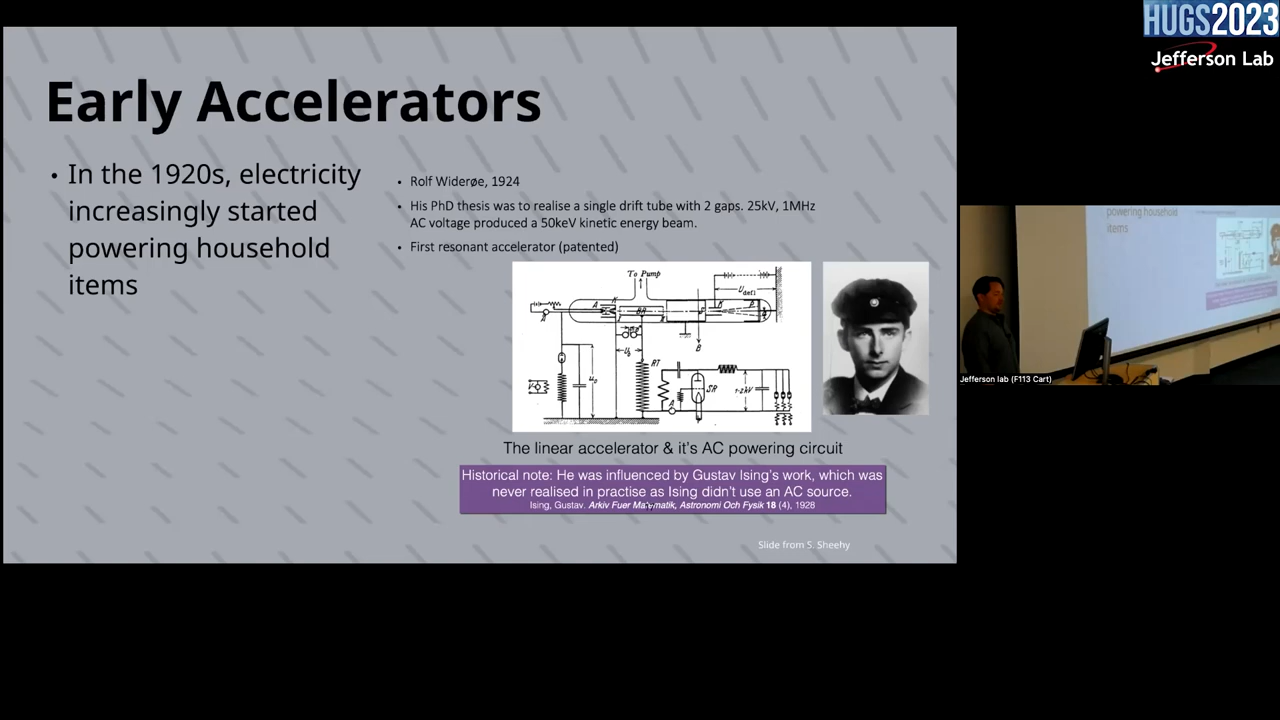 HUGS2023
Jefferson Lab
Early Accelerators
• In the 1920s, electricity
increasingly started
powering household
items
• Rolf Widerøe, 1924
• His PhD thesis was to realise a single drift tube with 2 gaps. 25kV, 1MHz
AC voltage produced a 50keV kinetic energy beam.
• First resonant accelerator (patented)
To Pump
The linear accelerator & it's AC powering circuit
Historical note: He was influenced by Gustav Ising's work, which was
never realised in practise as Ising didn't use an AC source.
Ising, Gustav. Arkiv Fuer Matematik, Astronomi Och Fysik 18 (4), 1928
Slide from S. Sheehy
powering household
items
Jefferson lab (F113 Cart)